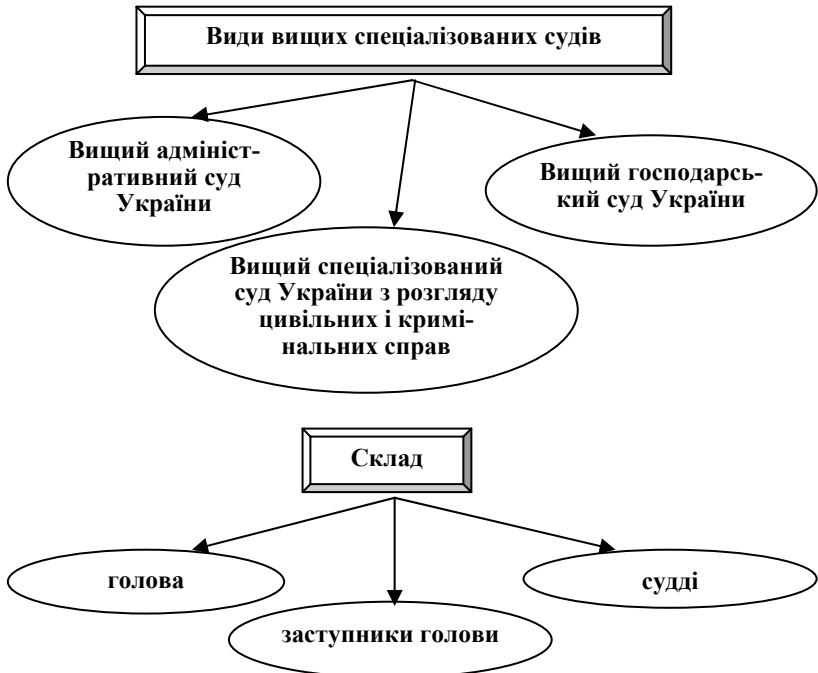 Види вищих спеціалізованих судів
Вищий адмініст-
ративний суд
України
Вищий господарсь-
кий суд України
Вищий спеціалізований
суд України з розгляду
цивільних і кримі-
нальних справ
Склад
голова
судді
заступники голови